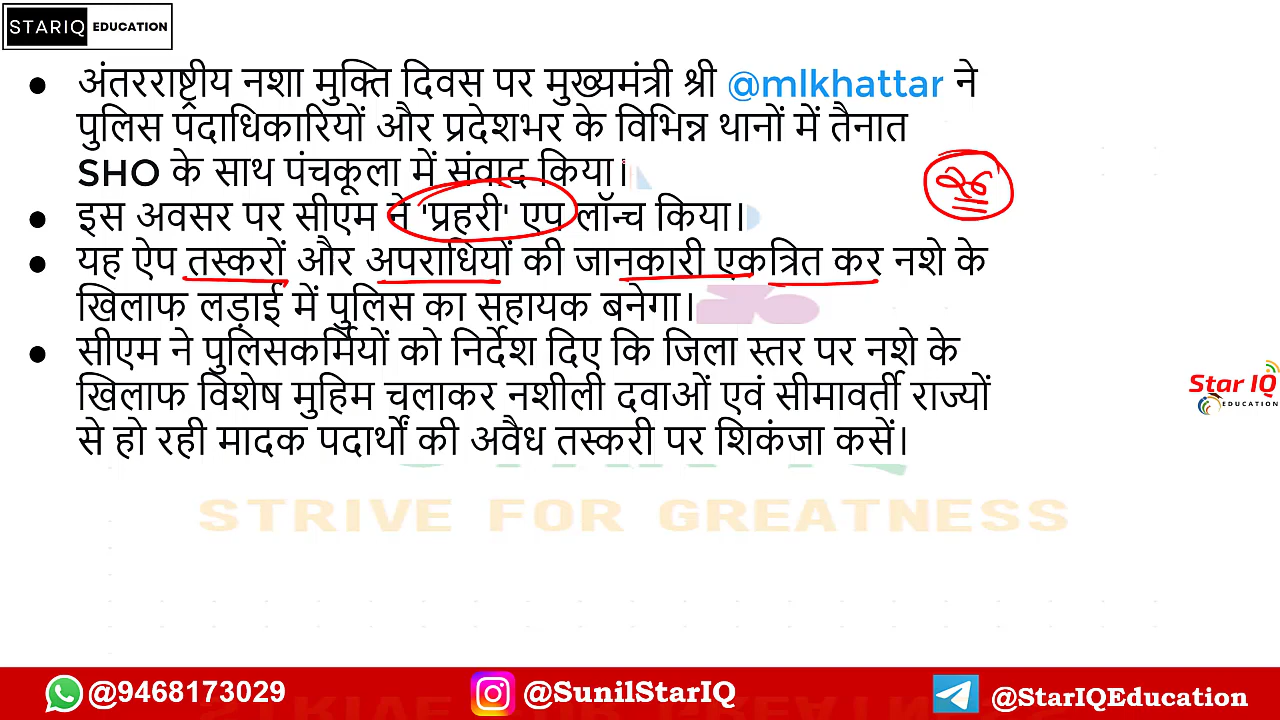 STARIQ EDUCATION
● अंतरराष्ट्रीय नशा मुक्ति दिवस पर मुख्यमंत्री श्री @mlkhattar ने
पुलिस पदाधिकारियों और प्रदेशभर के विभिन्न थानों में तैनात
SHO के साथ पंचकूला में संवाद किया।
26
● इस अवसर पर सीएम ने 'प्रहरी' एप लॉन्च किया।
● यह ऐप तस्करों और अपराधियों की जानकारी एकत्रित कर नशे के
खिलाफ लड़ाई में पुलिस का सहायक बनेगा।
● सीएम ने पुलिसकर्मियों को निर्देश दिए कि जिला स्तर पर नशे के
खिलाफ विशेष मुहिम चलाकर नशीली दवाओं एवं सीमावर्ती राज्यों
से हो रही मादक पदार्थों की अवैध तस्करी पर शिकंजा कसें।
Star IQ
EDUCATION
STRIVE FOR GREATNESS
@9468173029 @SunilStarIQ @StarIQEducation